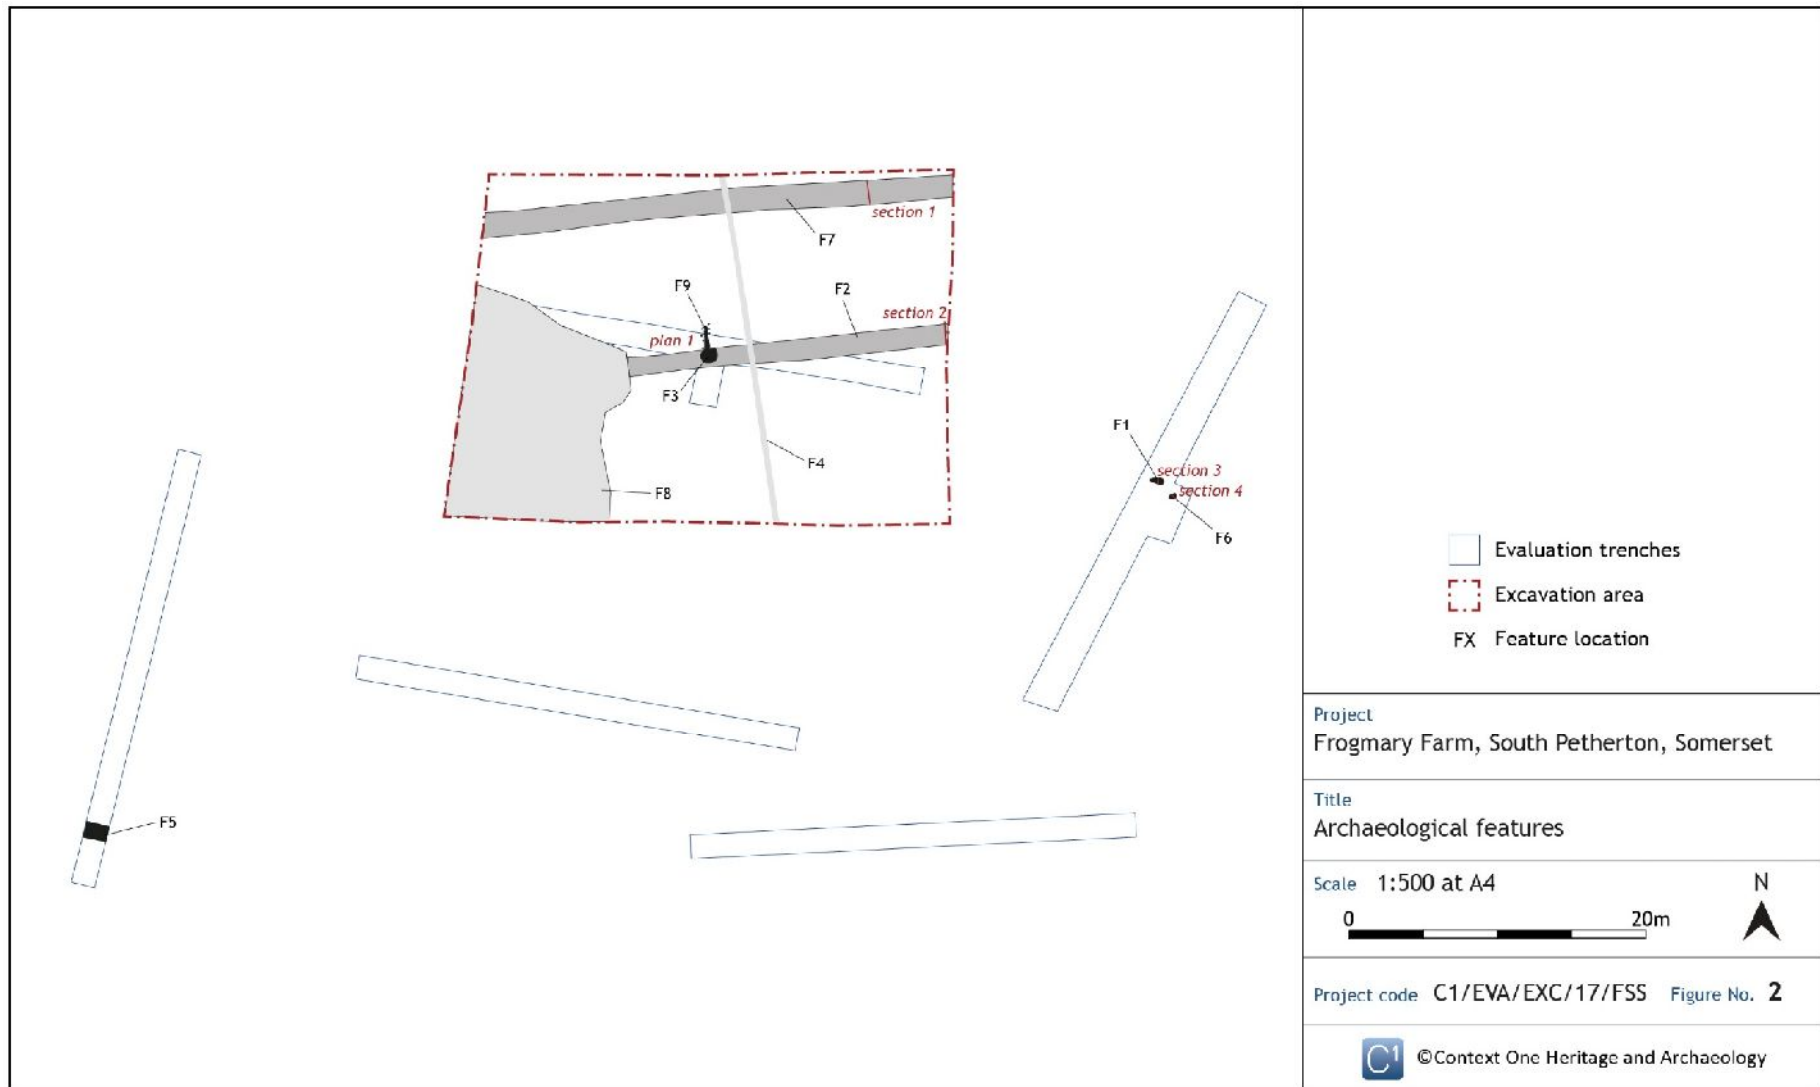 section 1
F7
F9
F2
section 2
plan 1
F3
F1
section 3
F4
section 4
F8
F6
F5
Evaluation trenches
Excavation area
FX Feature location
Project
Frogmary Farm, South Petherton, Somerset
Title
Archaeological features
Scale 1:500 at A4
N
0 20m
Project code C1/EVA/EXC/17/FSS Figure No. 2
C1 ©Context One Heritage and Archaeology